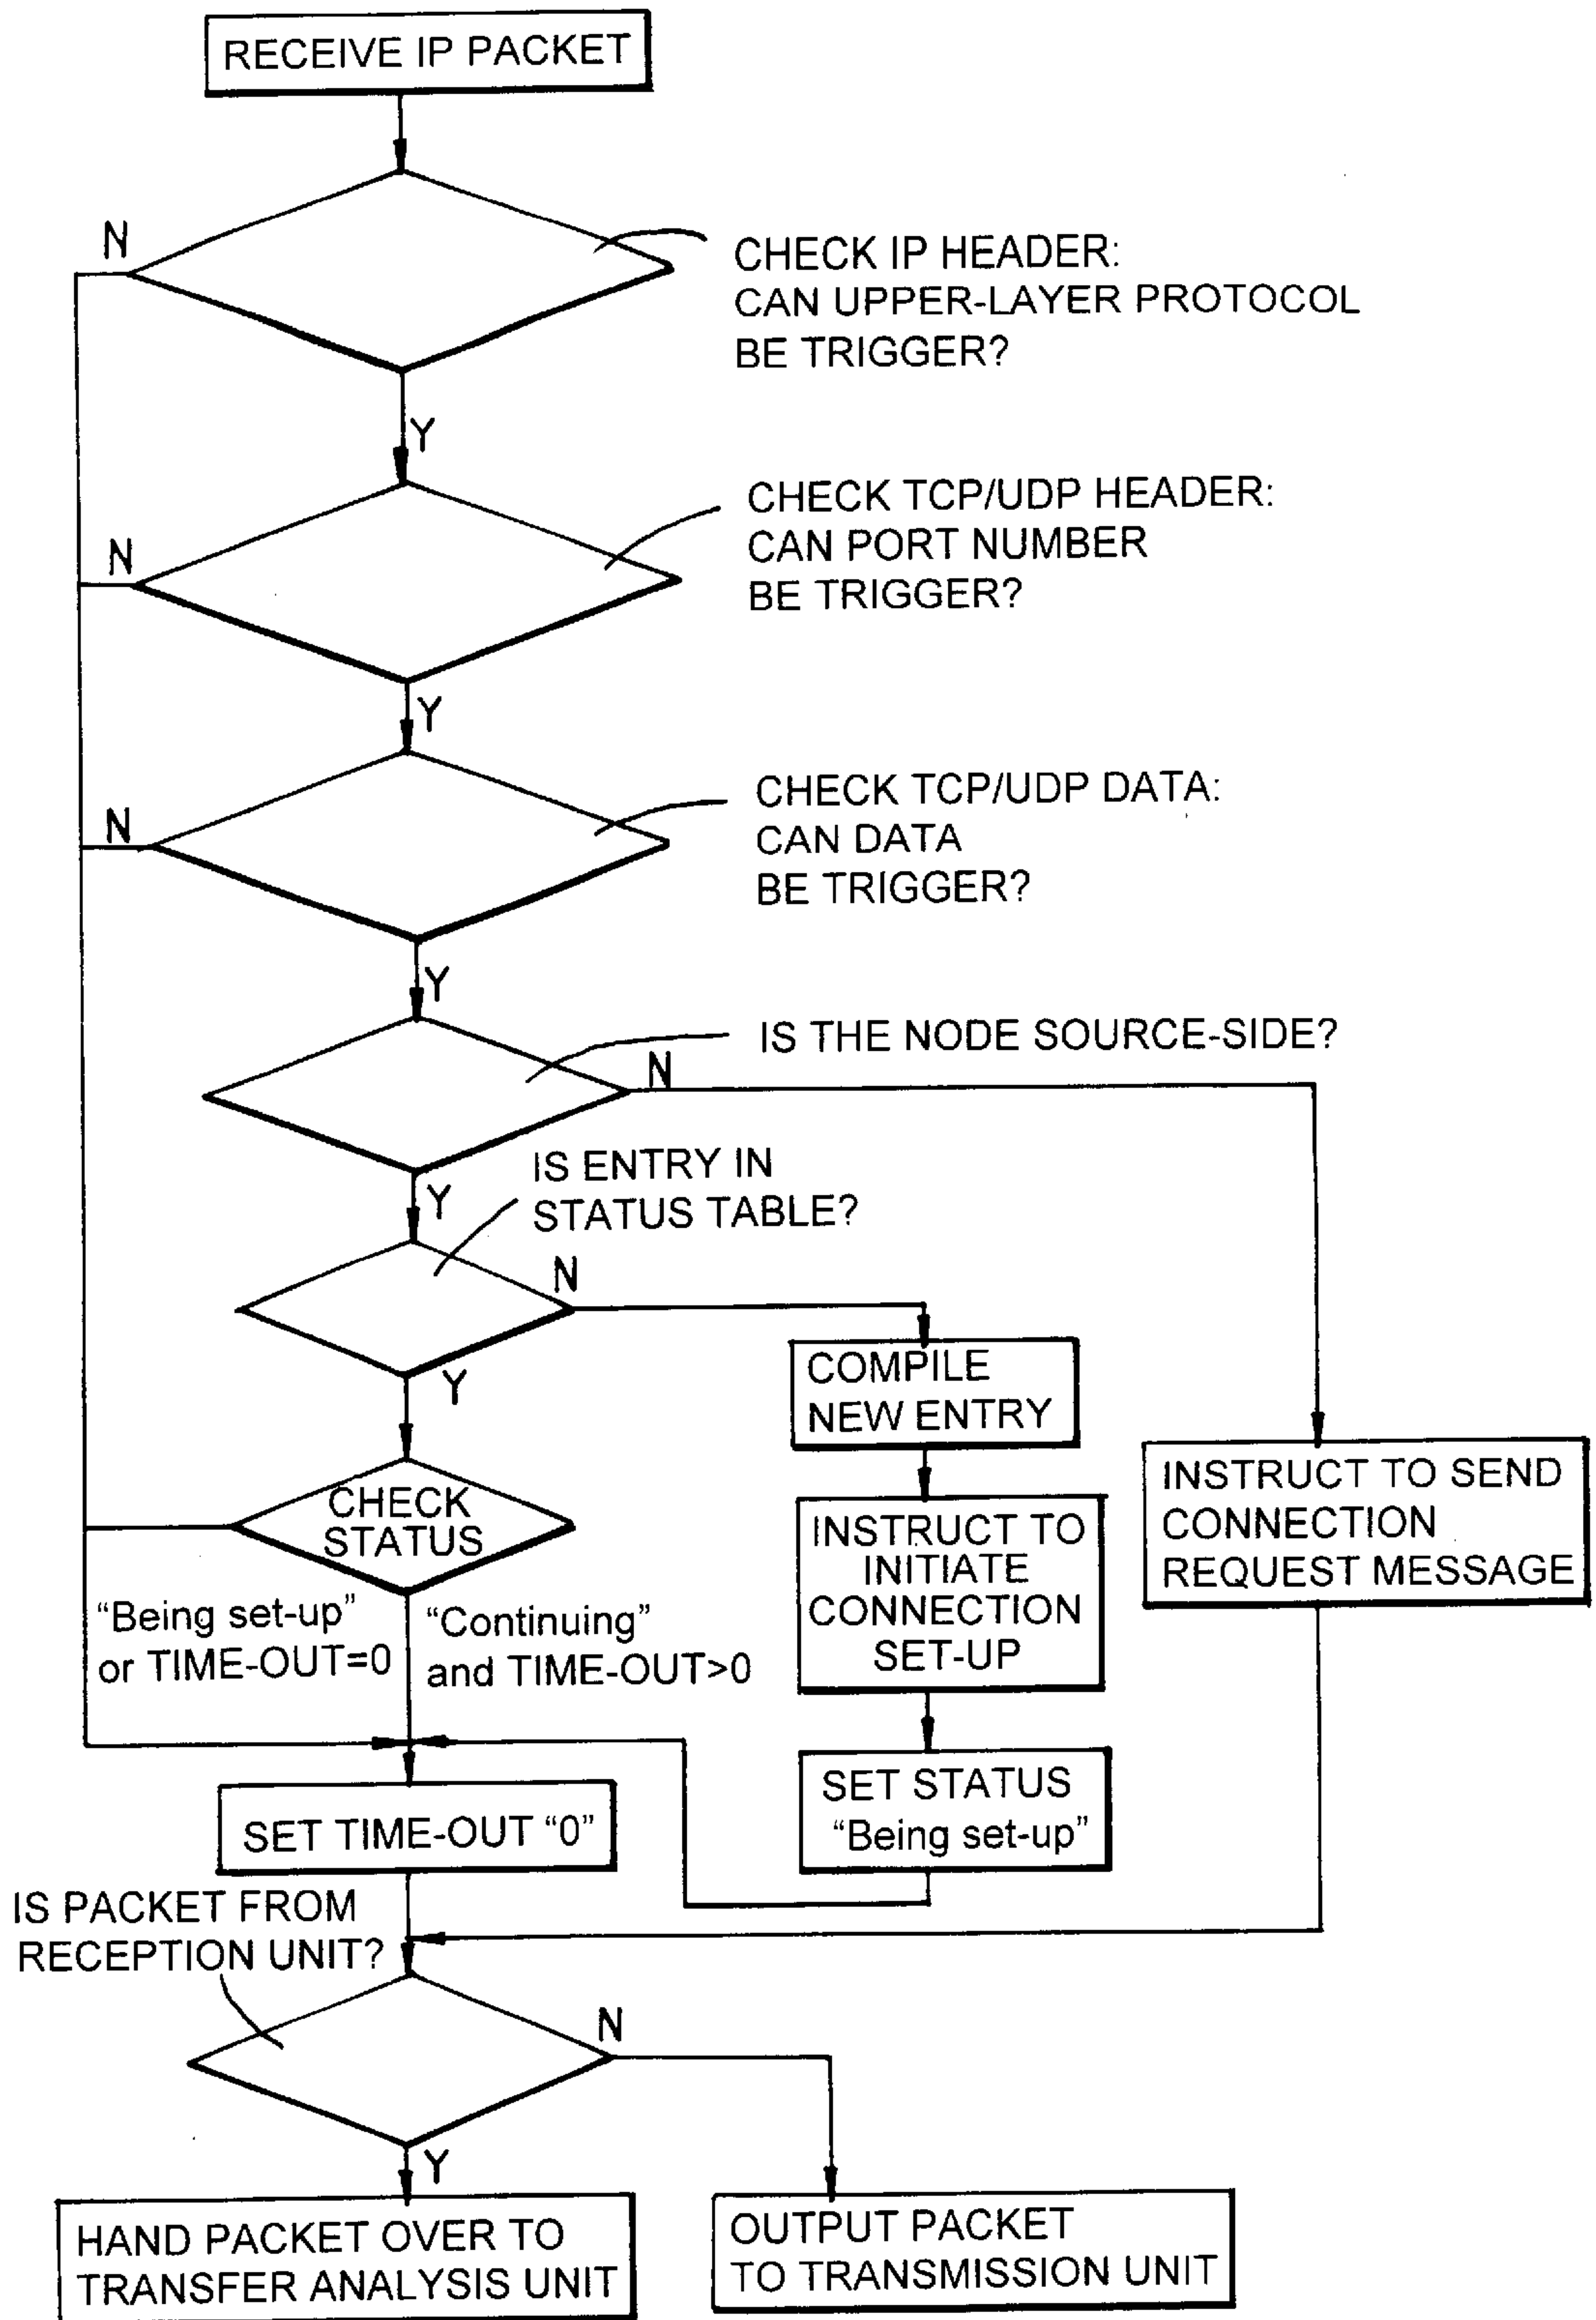 RECEIVE IP PACKET
N
CHECK IP HEADER:
CAN UPPER-LAYER PROTOCOL
BE TRIGGER?
Y
CHECK TCP/UDP HEADER:
CAN PORT NUMBER
BE TRIGGER?
N
Y
CHECK TCP/UDP DATA:
CAN DATA
BE TRIGGER?
N
Y
IS THE NODE SOURCE-SIDE?
N
Y
IS ENTRY IN
STATUS TABLE?
N
Y
COMPILE
NEW ENTRY
CHECK
STATUS
INSTRUCT TO
INITIATE
CONNECTION
SET-UP
INSTRUCT TO SEND
CONNECTION
REQUEST MESSAGE
“Being set-up”
or TIME-OUT=0
“Continuing”
and TIME-OUT>0
SET STATUS
“Being set-up”
SET TIME-OUT “0”
IS PACKET FROM
RECEPTION UNIT?
N
Y
HAND PACKET OVER TO
TRANSFER ANALYSIS UNIT
OUTPUT PACKET
TO TRANSMISSION UNIT